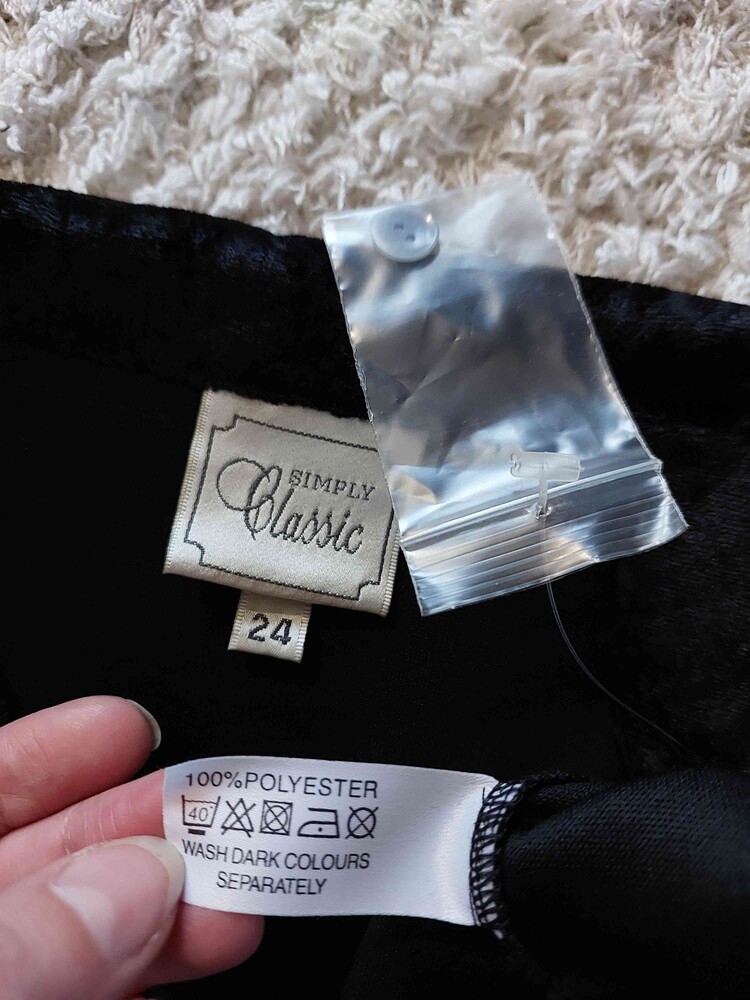 SIMPLY
Classic
24
100%POLYESTER
40°
WASH DARK COLOURS
SEPARATELY